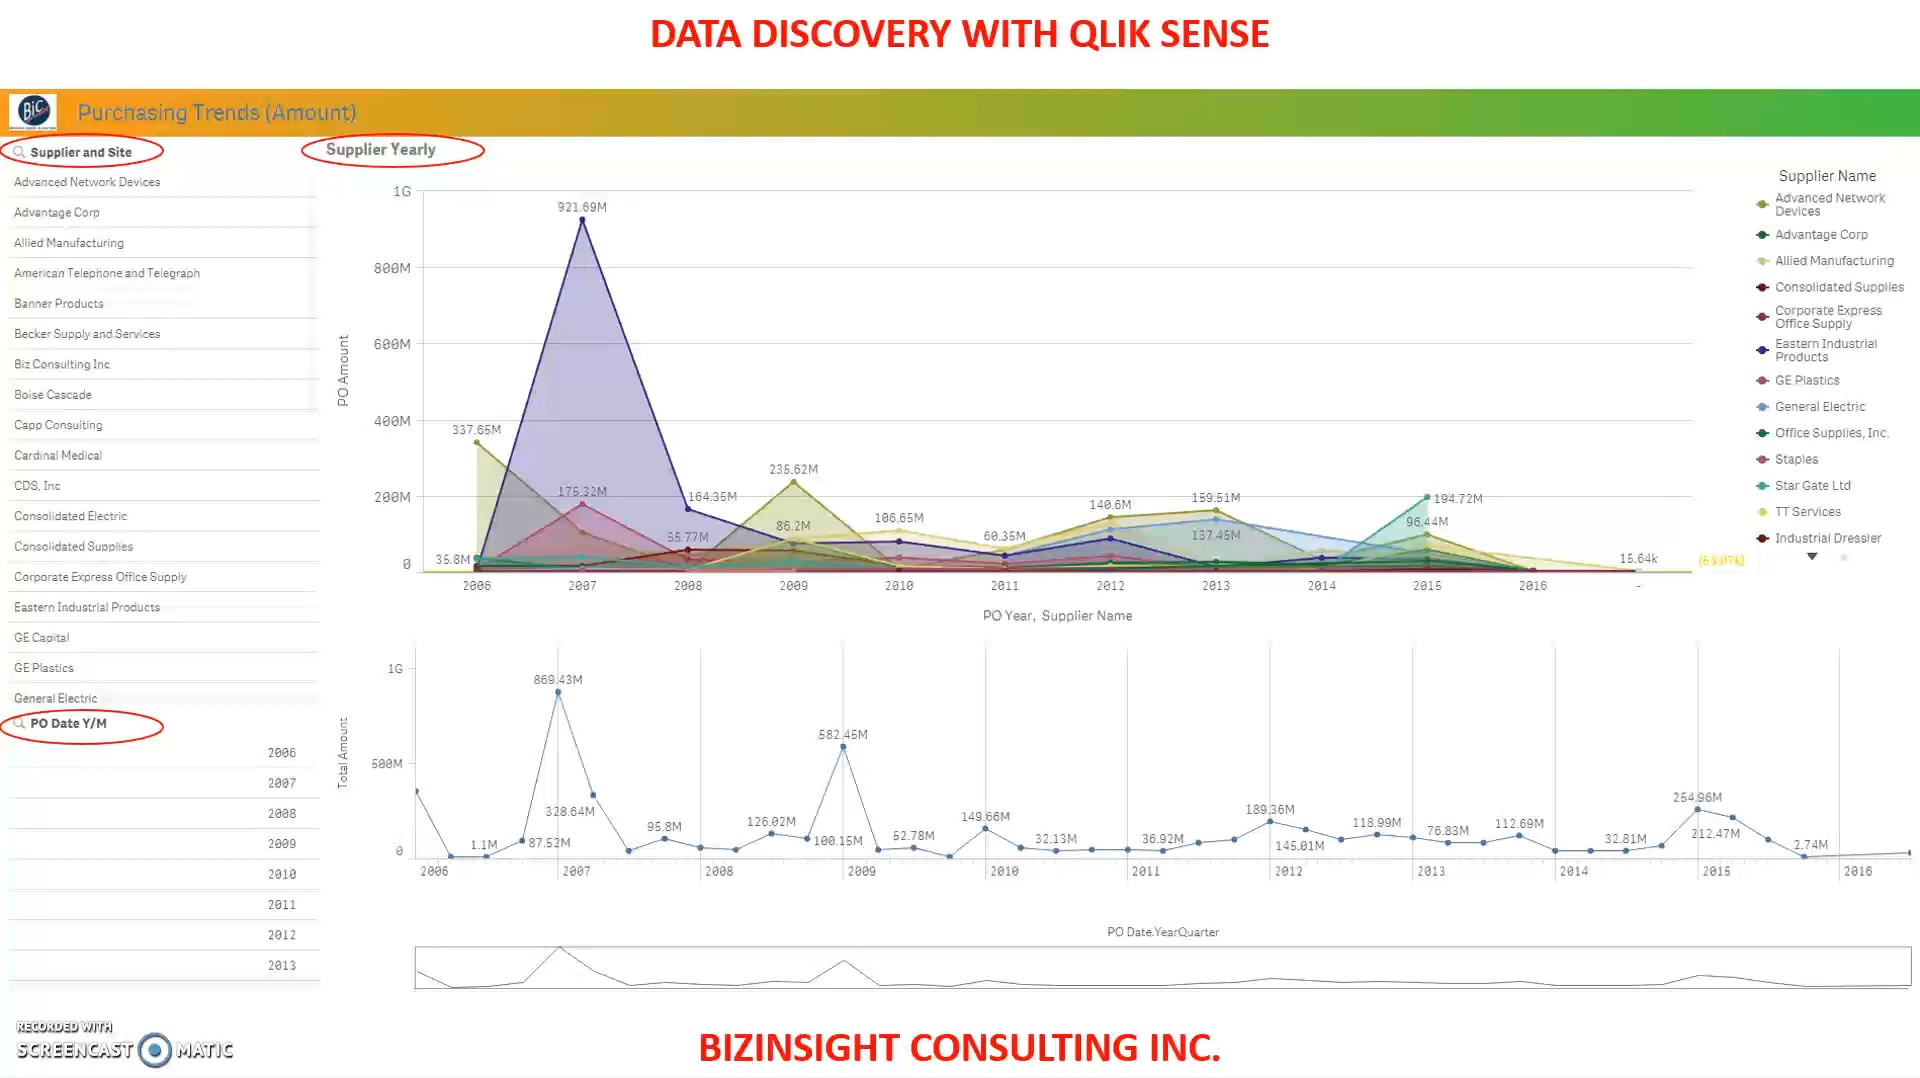 DATA DISCOVERY WITH QLIK SENSE
BiC
Purchasing Trends (Amount)
Supplier and Site
Advanced Network Devices
Advantage Corp
Allied Manufacturing
American Telephone and Telegraph
Banner Products
Becker Supply and Services
Biz Consulting Inc
Boise Cascade
Capp Consulting
Cardinal Medical
CDS, Inc
Consolidated Electric
Consolidated Supplies
Corporate Express Office Supply
Eastern Industrial Products
GE Capital
GE Plastics
General Electric
PO Date Y/M
2006
2007
2008
2009
2010
2011
2012
2013
Supplier Yearly
PO Amount
1G
800M
600M
400M
200M
0
921.69M
337.65M
175.32M
164.35M
55.77M
35.8M
235.62M
86.2M
106.65M
60.35M
140.6M
159.51M
137.45M
194.72M
96.44M
15.64k
(53.07k)
2006 2007 2008 2009 2010 2011 2012 2013 2014 2015 2016 -
PO Year, Supplier Name
Supplier Name
Advanced Network
Devices
Advantage Corp
Allied Manufacturing
Consolidated Supplies
Corporate Express
Office Supply
Eastern Industrial
Products
GE Plastics
General Electric
Office Supplies, Inc.
Staples
Star Gate Ltd
TT Services
Industrial Dressler
Total Amount
1G
500M
0
1.1M
87.52M
869.43M
328.64M
95.8M
126.02M
100.15M
582.45M
52.78M
149.66M
32.13M
36.92M
189.36M
145.01M
118.99M
76.83M
112.69M
32.81M
254.96M
212.47M
2.74M
2006 2007 2008 2009 2010 2011 2012 2013 2014 2015 2016
PO Date.YearQuarter
RECORDED WITH
SCREENCAST MATIC
BIZINSIGHT CONSULTING INC.